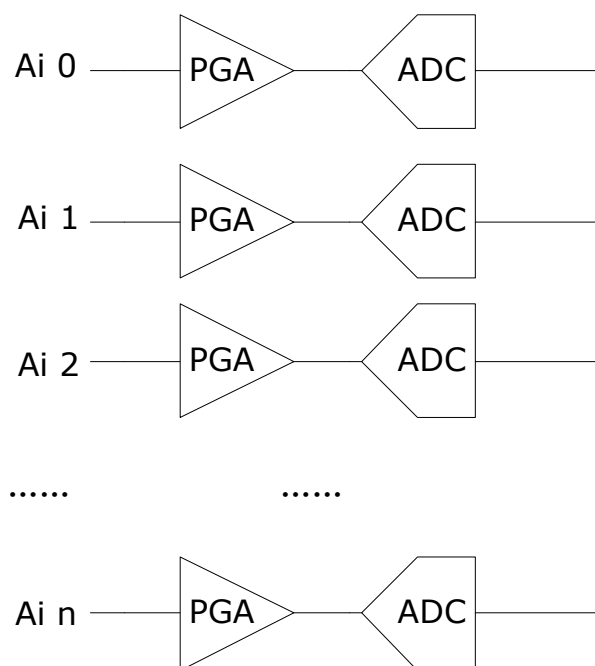 Ai 0 PGA ADC
Ai 1 PGA ADC
Ai 2 PGA ADC
...... ......
Ai n PGA ADC